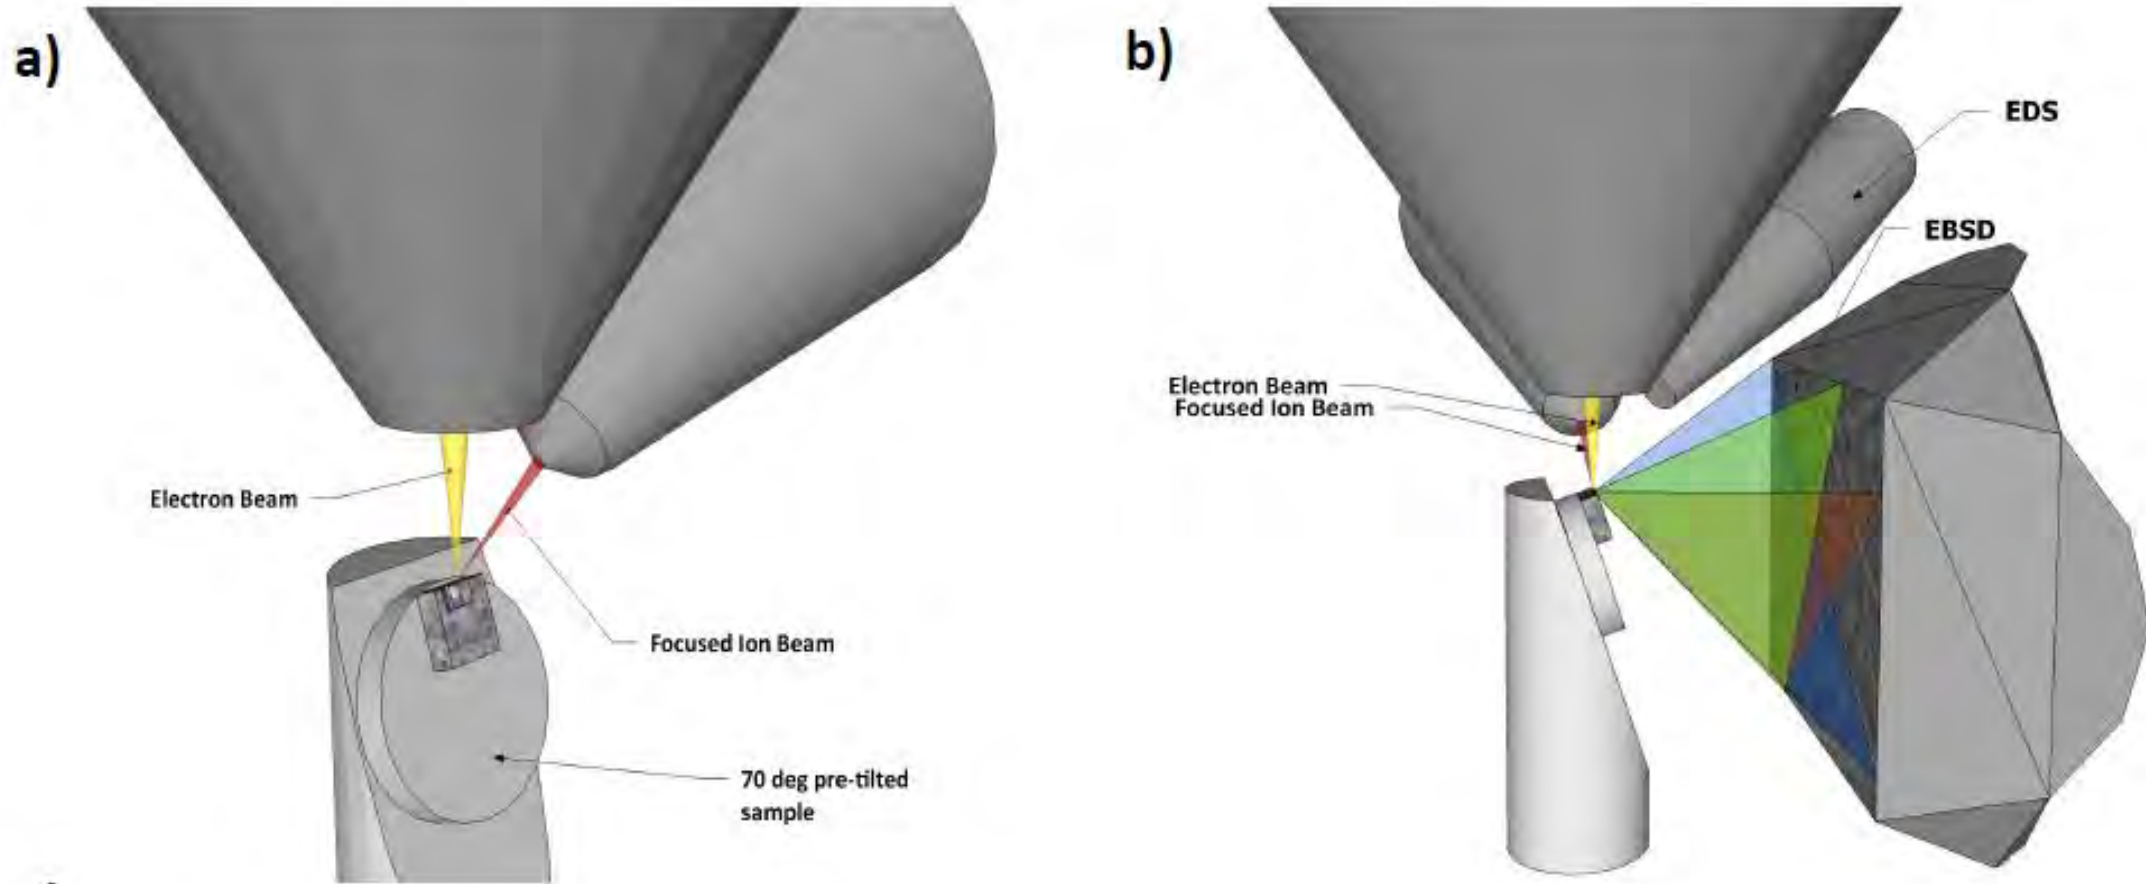 a)
Electron Beam
Focused Ion Beam
70 deg pre-tilted
sample
b)
EDS
EBSD
Electron Beam
Focused Ion Beam